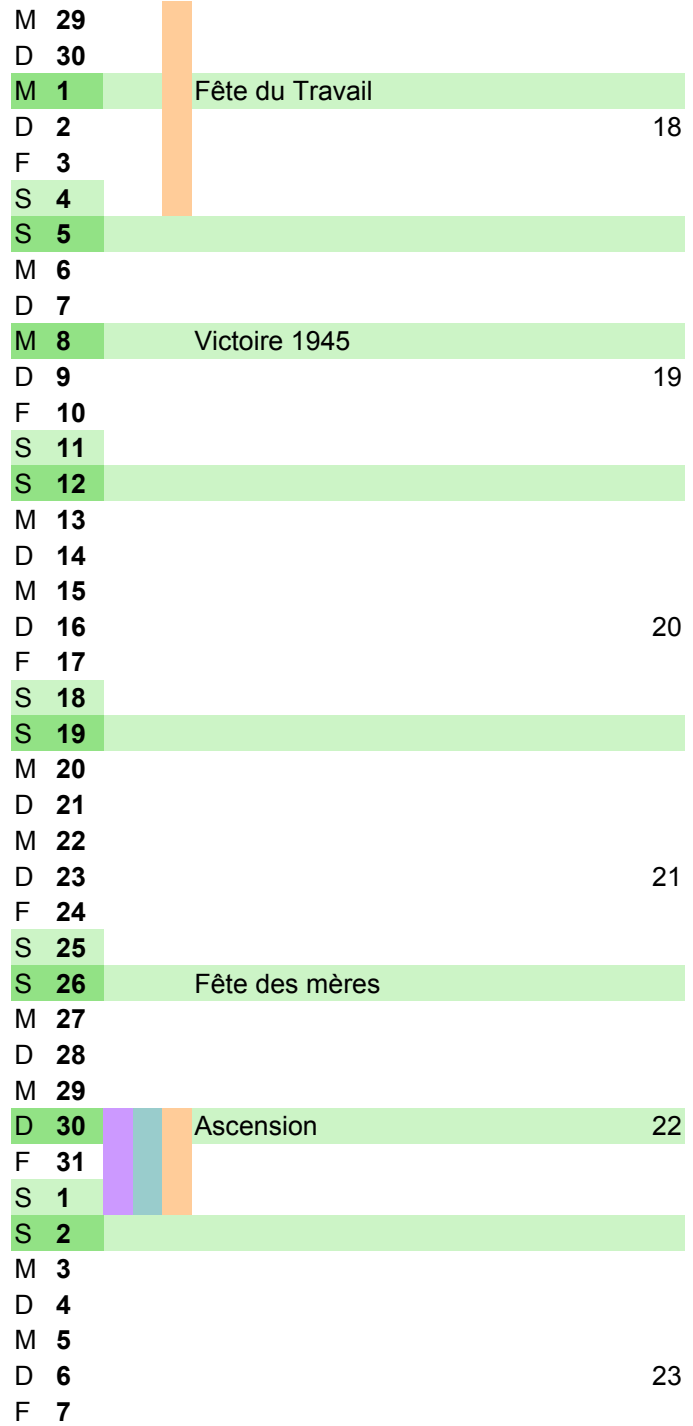 M 29
D 30
M 1 Fête du Travail
D 2 18
F 3
S 4
S 5
M 6
D 7
M 8 Victoire 1945
D 9 19
F 10
S 11
S 12
M 13
D 14
M 15
D 16 20
F 17
S 18
S 19
M 20
D 21
M 22
D 23 21
F 24
S 25
S 26 Fête des mères
M 27
D 28
M 29
D 30 Ascension 22
F 31
S 1
S 2
M 3
D 4
M 5
D 6 23
F 7